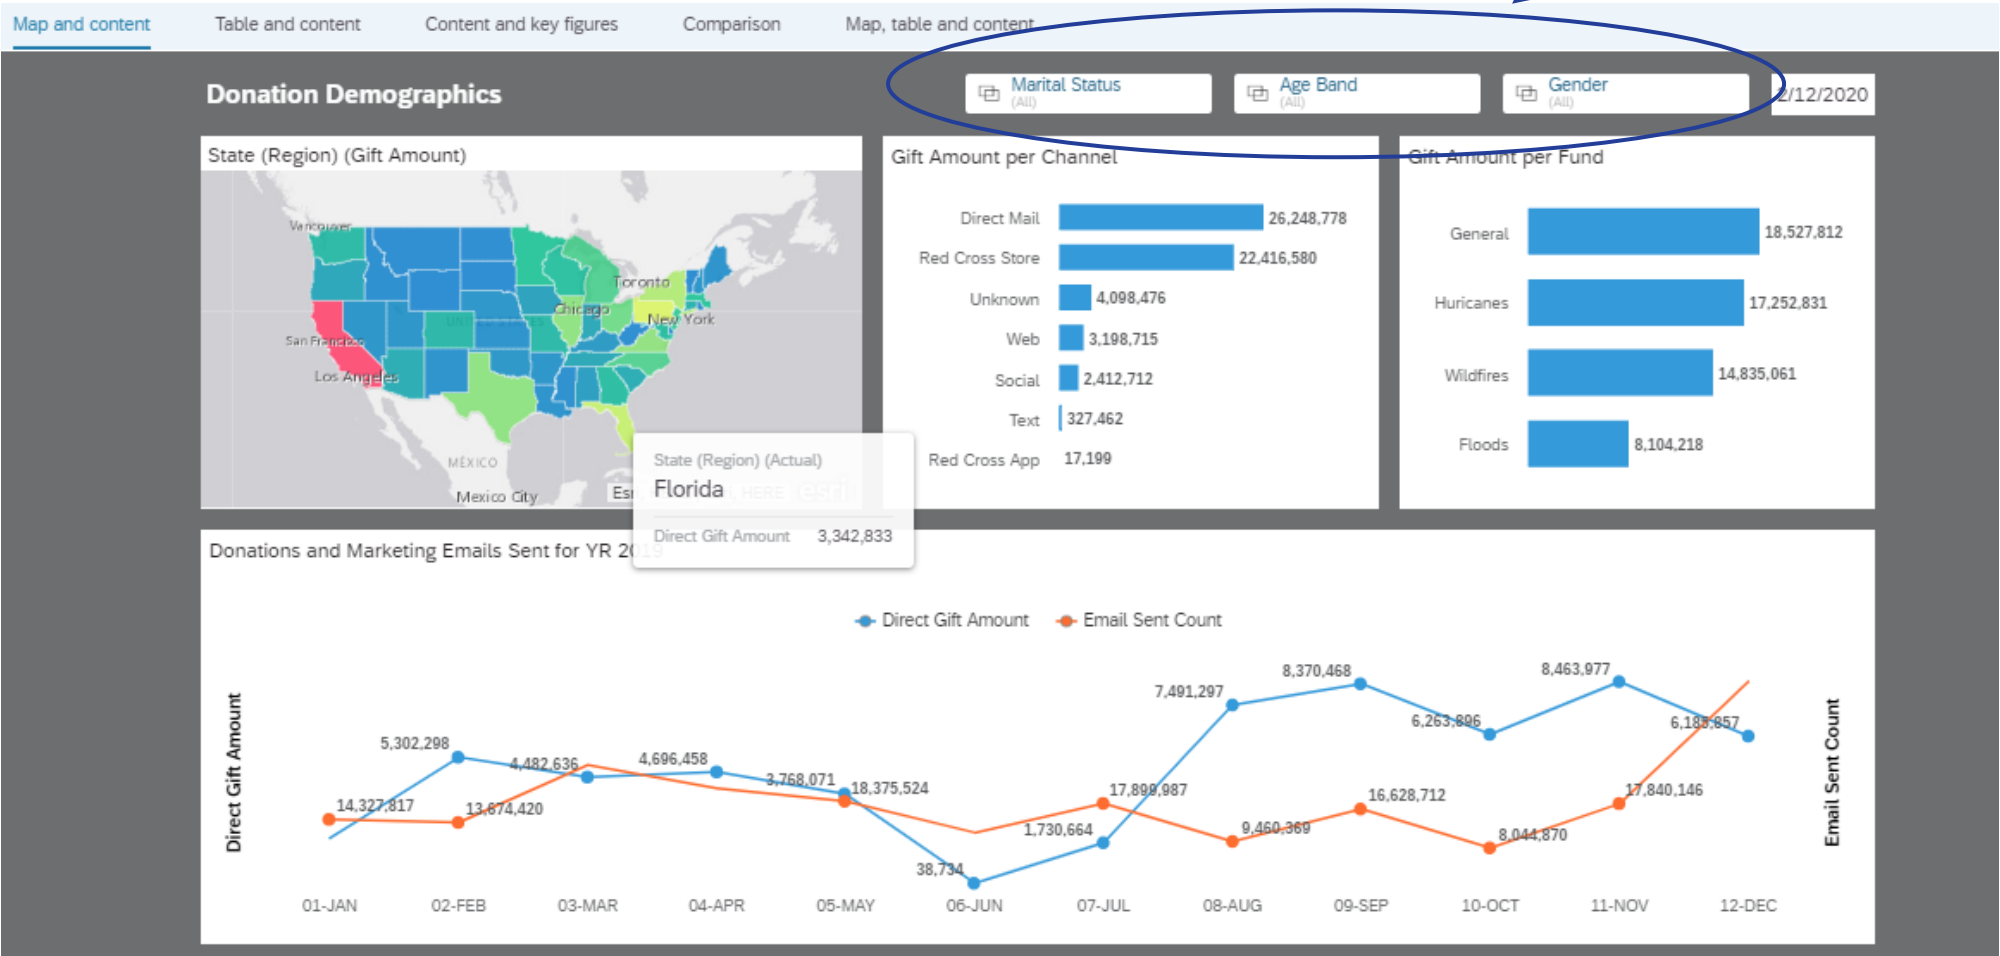 Map and content
Table and content
Content and key figures
Comparison
Map, table and content
Donation Demographics
Marital Status
(All)
Age Band
(All)
Gender
(All)
2/12/2020
State (Region) (Gift Amount)
Vancouver
Toronto
Chicago
New York
UNITED STATES
San Francisco
Los Angeles
MÉXICO
Mexico City
Esri, HERE
esri
State (Region) (Actual)
Florida
Direct Gift Amount 3,342,833
Gift Amount per Channel
Direct Mail 26,248,778
Red Cross Store 22,416,580
Unknown 4,098,476
Web 3,198,715
Social 2,412,712
Text 327,462
Red Cross App 17,199
Gift Amount per Fund
General 18,527,812
Huricanes 17,252,831
Wildfires 14,835,061
Floods 8,104,218
Donations and Marketing Emails Sent for YR 2019
Direct Gift Amount
Email Sent Count
Direct Gift Amount
Email Sent Count
8,370,468
8,463,977
7,491,297
6,263,896
6,185,857
5,302,298
4,482,636
4,696,458
3,768,071
18,375,524
14,327,817
13,674,420
17,899,987
16,628,712
17,840,146
1,730,664
9,460,369
8,044,870
38,734
01-JAN
02-FEB
03-MAR
04-APR
05-MAY
06-JUN
07-JUL
08-AUG
09-SEP
10-OCT
11-NOV
12-DEC